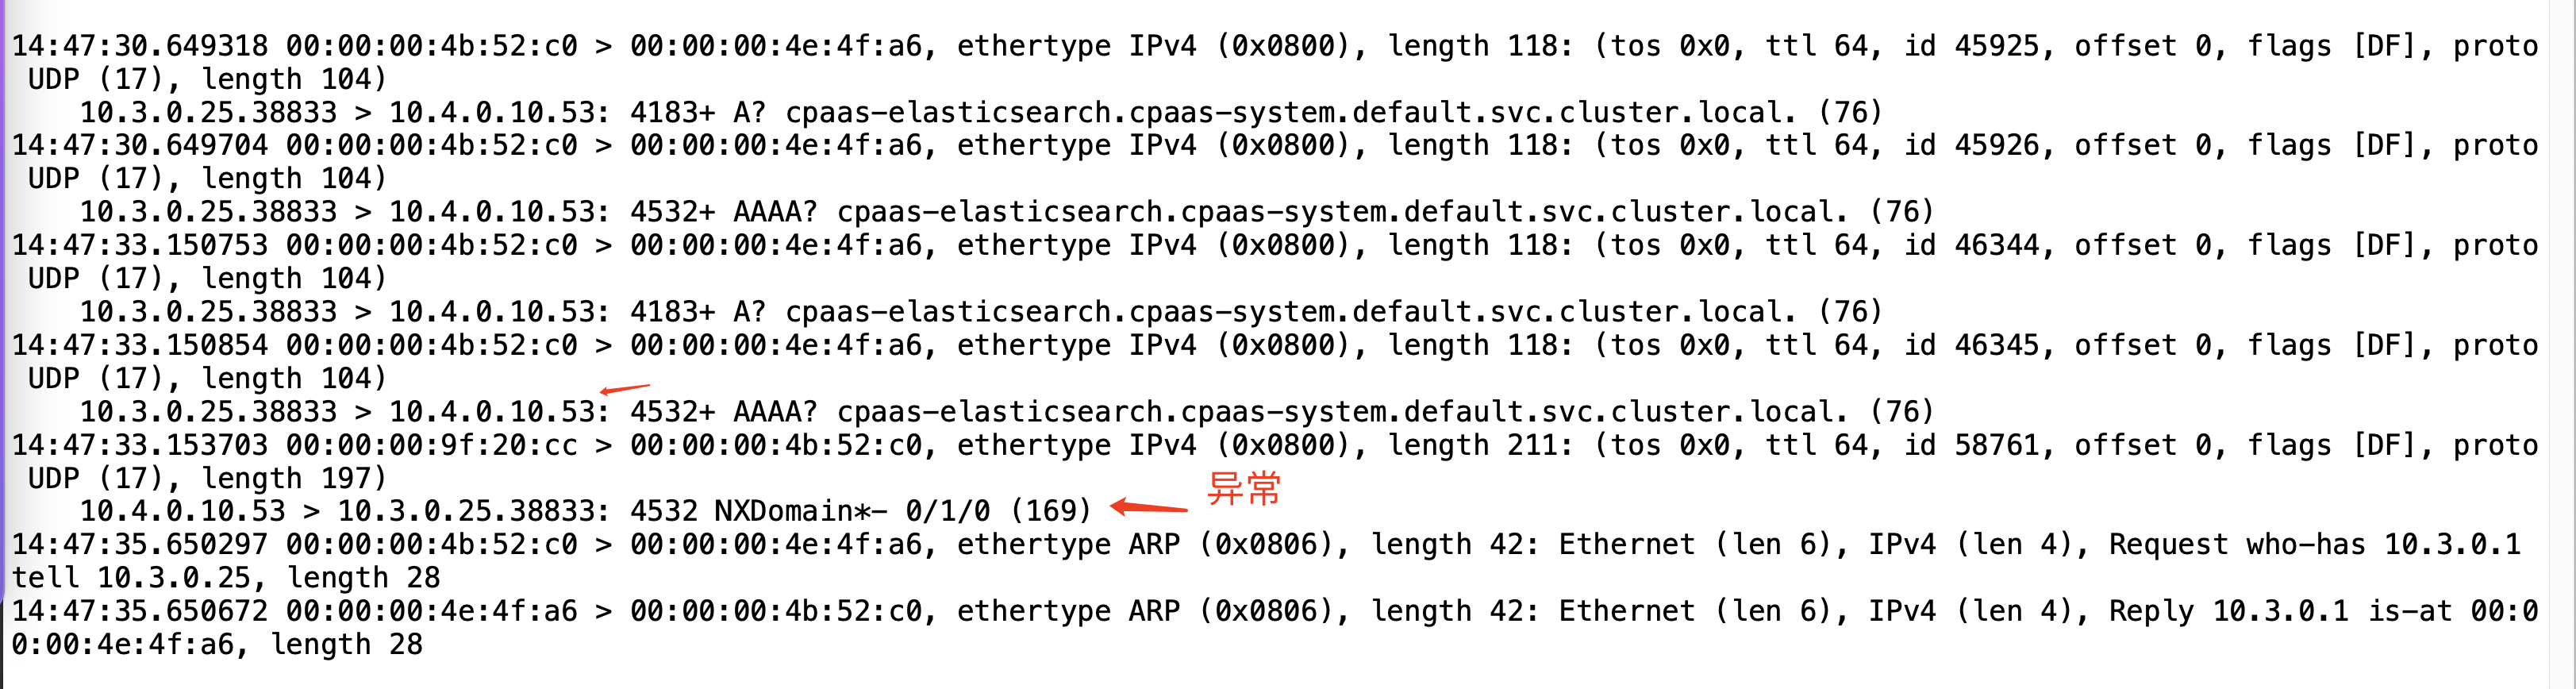 14:47:30.649318 00:00:00:4b:52:c0 > 00:00:00:4e:4f:a6, ethertype IPv4 (0x0800), length 118: (tos 0x0, ttl 64, id 45925, offset 0, flags [DF], proto
UDP (17), length 104)
10.3.0.25.38833 > 10.4.0.10.53: 4183+ A? cpaas-elasticsearch.cpaas-system.default.svc.cluster.local. (76)
14:47:30.649704 00:00:00:4b:52:c0 > 00:00:00:4e:4f:a6, ethertype IPv4 (0x0800), length 118: (tos 0x0, ttl 64, id 45926, offset 0, flags [DF], proto
UDP (17), length 104)
10.3.0.25.38833 > 10.4.0.10.53: 4532+ AAAA? cpaas-elasticsearch.cpaas-system.default.svc.cluster.local. (76)
14:47:33.150753 00:00:00:4b:52:c0 > 00:00:00:4e:4f:a6, ethertype IPv4 (0x0800), length 118: (tos 0x0, ttl 64, id 46344, offset 0, flags [DF], proto
UDP (17), length 104)
10.3.0.25.38833 > 10.4.0.10.53: 4183+ A? cpaas-elasticsearch.cpaas-system.default.svc.cluster.local. (76)
14:47:33.150854 00:00:00:4b:52:c0 > 00:00:00:4e:4f:a6, ethertype IPv4 (0x0800), length 118: (tos 0x0, ttl 64, id 46345, offset 0, flags [DF], proto
UDP (17), length 104)
10.3.0.25.38833 > 10.4.0.10.53: 4532+ AAAA? cpaas-elasticsearch.cpaas-system.default.svc.cluster.local. (76)
14:47:33.153703 00:00:00:9f:20:cc > 00:00:00:4b:52:c0, ethertype IPv4 (0x0800), length 211: (tos 0x0, ttl 64, id 58761, offset 0, flags [DF], proto
UDP (17), length 197)
异常
10.4.0.10.53 > 10.3.0.25.38833: 4532 NXDomain*- 0/1/0 (169)
14:47:35.650297 00:00:00:4b:52:c0 > 00:00:00:4e:4f:a6, ethertype ARP (0x0806), length 42: Ethernet (len 6), IPv4 (len 4), Request who-has 10.3.0.1
tell 10.3.0.25, length 28
14:47:35.650672 00:00:00:4e:4f:a6 > 00:00:00:4b:52:c0, ethertype ARP (0x0806), length 42: Ethernet (len 6), IPv4 (len 4), Reply 10.3.0.1 is-at 00:0
0:00:4e:4f:a6, length 28